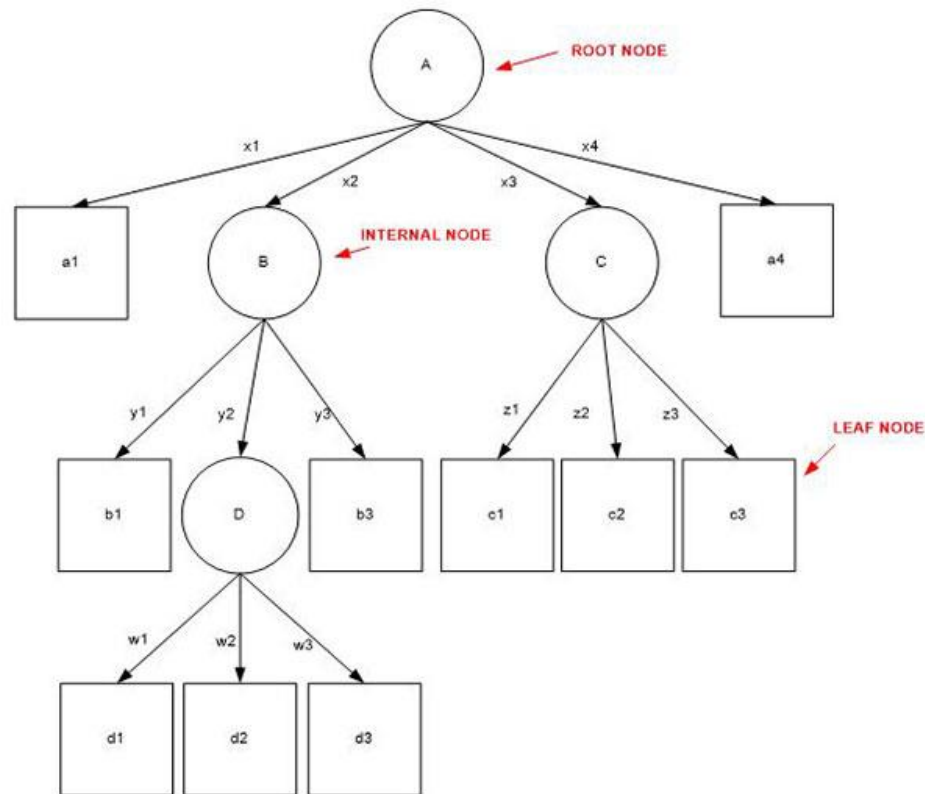 A
ROOT NODE
x1
x2
x3
x4
a1
B
INTERNAL NODE
C
a4
y1
y2
y3
z1
z2
z3
LEAF NODE
b1
D
b3
c1
c2
c3
w1
w2
w3
d1
d2
d3